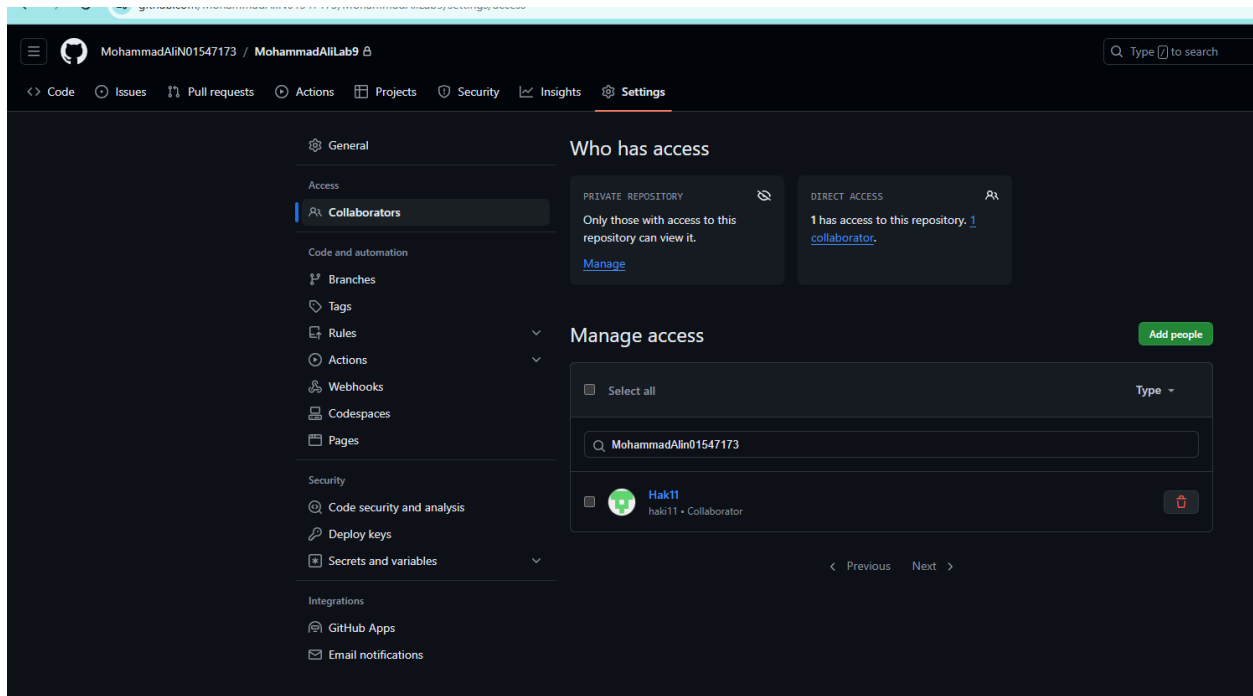 MohammadAliN01547173 / MohammadAliLab9
Type / to search
Code Issues Pull requests Actions Projects Security Insights Settings
General
Access
Collaborators
Code and automation
Branches
Tags
Rules
Actions
Webhooks
Codespaces
Pages
Security
Code security and analysis
Deploy keys
Secrets and variables
Integrations
GitHub Apps
Email notifications
Who has access
PRIVATE REPOSITORY
Only those with access to this
repository can view it.
Manage
DIRECT ACCESS
1 has access to this repository. 1
collaborator.
Manage access
Add people
Select all
Type
MohammadAlin01547173
Hak11
haki11 • Collaborator
Previous Next